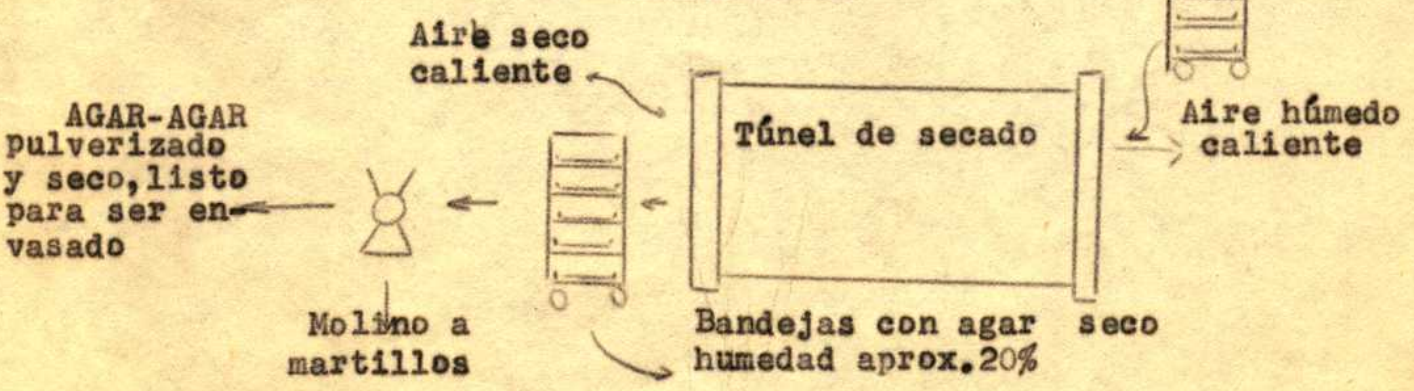 Aire seco
caliente
AGAR-AGAR
pulverizado
y seco, listo
para ser en-
vasado
Túnel de secado
Aire húmedo
caliente
Molino a
martillos
Bandejas con agar seco
humedad aprox. 20%